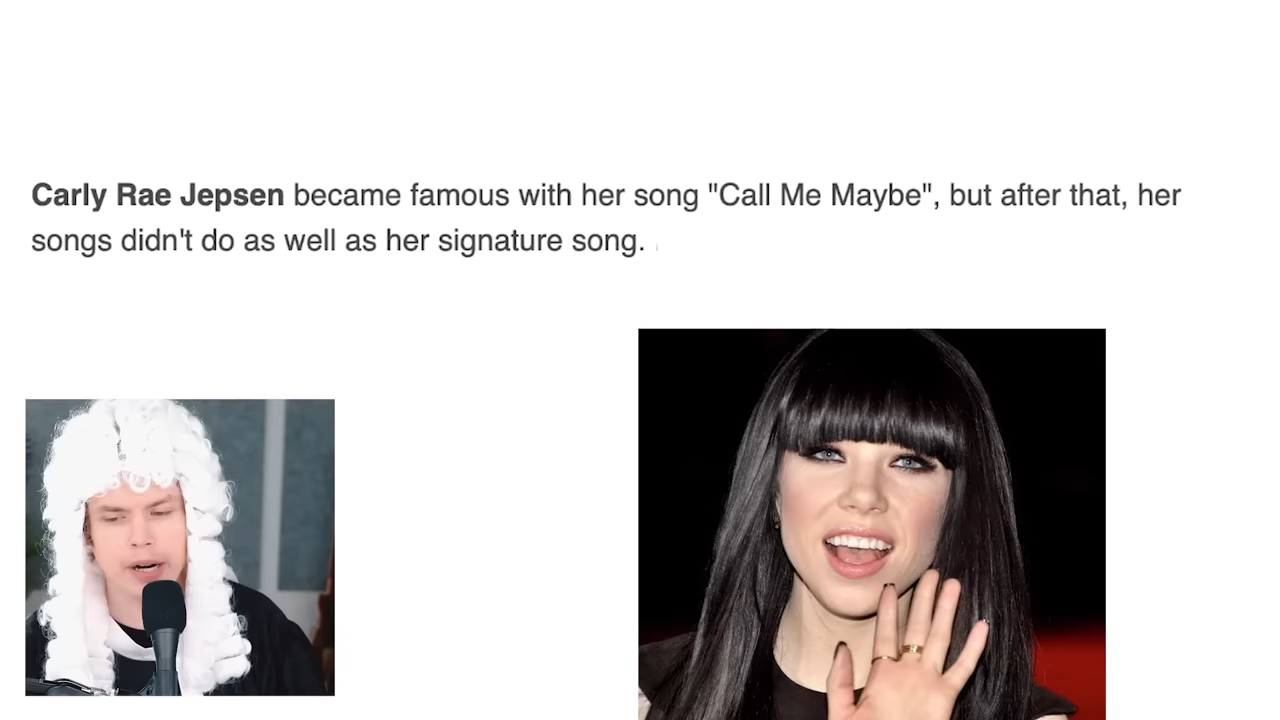 Carly Rae Jepsen became famous with her song "Call Me Maybe", but after that, her
songs didn't do as well as her signature song.